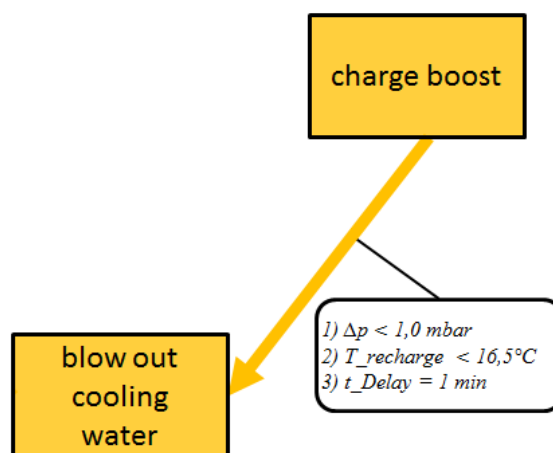 charge boost
1) Δp < 1,0 mbar
2) T_recharge < 16,5°C
3) t_Delay = 1 min
blow out
cooling
water